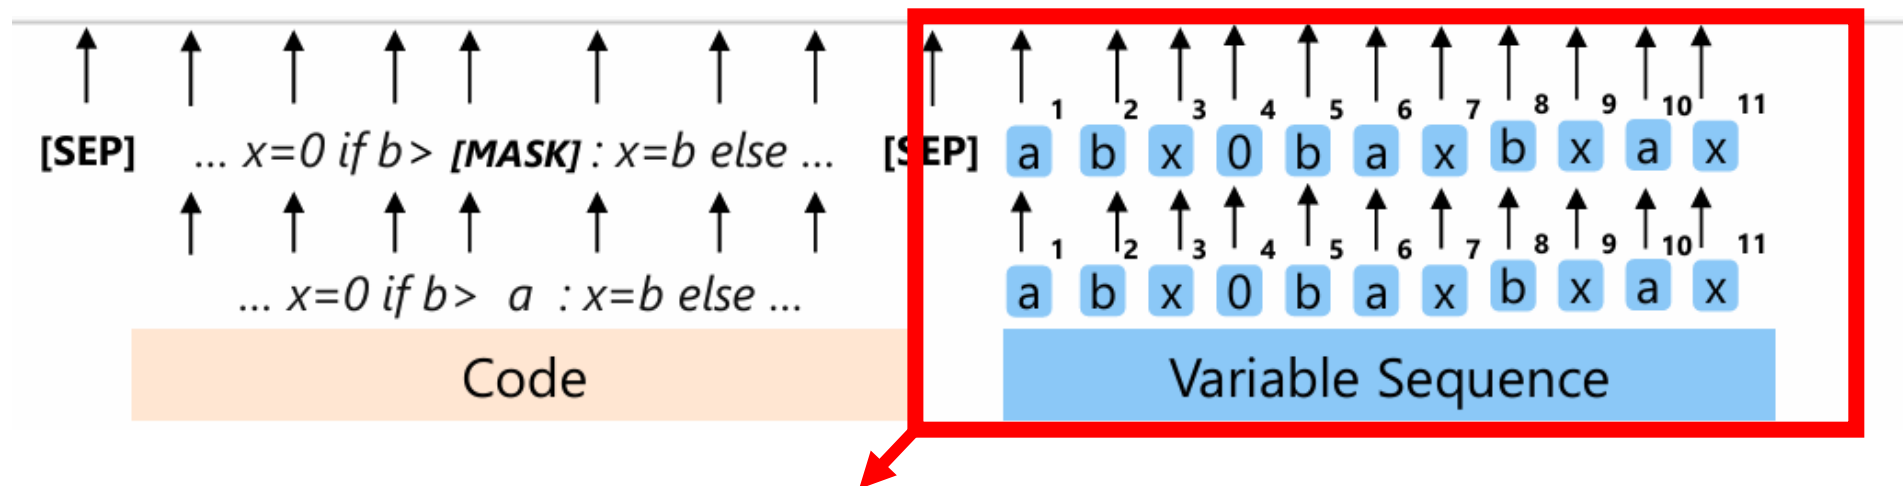 1 2 3 4 5 6 7 8 9 10 11
[SEP] ... x=0 if b> [MASK] : x=b else ... [SEP] a b x 0 b a x b x a x
1 2 3 4 5 6 7 8 9 10 11
... x=0 if b> a : x=b else ... a b x 0 b a x b x a x
Code Variable Sequence